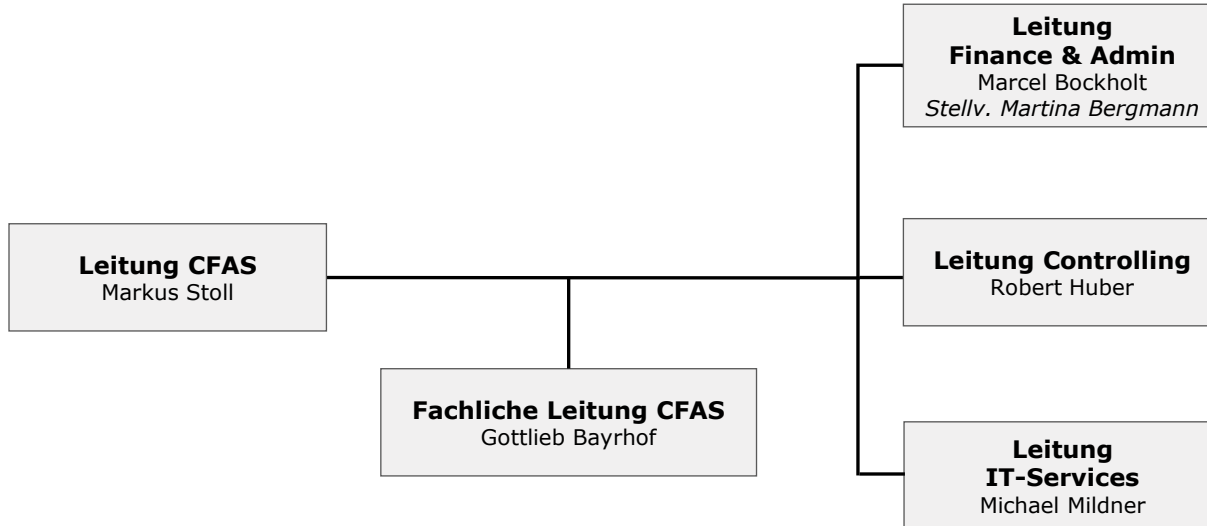 Leitung
Finance & Admin
Marcel Bockholt
Stellv. Martina Bergmann
Leitung CFAS
Markus Stoll
Leitung Controlling
Robert Huber
Fachliche Leitung CFAS
Gottlieb Bayrhof
Leitung
IT-Services
Michael Mildner